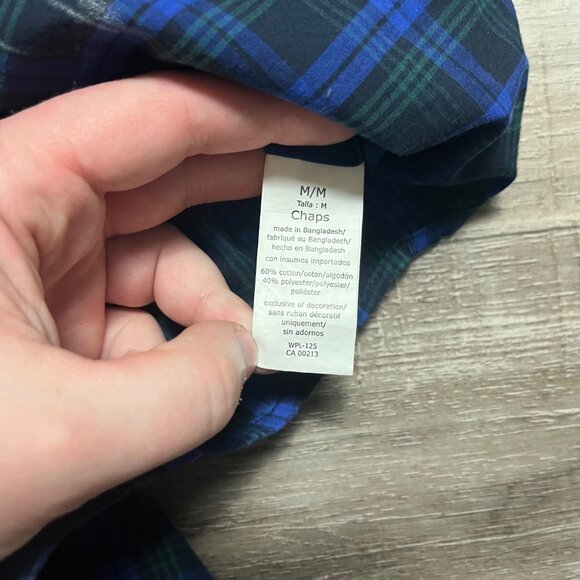 M/M
Talla : M
Chaps
made in Bangladesh/
fabriqué au Bangladesh/
hecho en Bangladesh
con insumos importados
60% cotton/coton/algodón
40% polyester/polyester/
poliéster
exclusive of decoration/
sans ruban décoratif
uniquement/
sin adornos
WPL-125
CA 00213